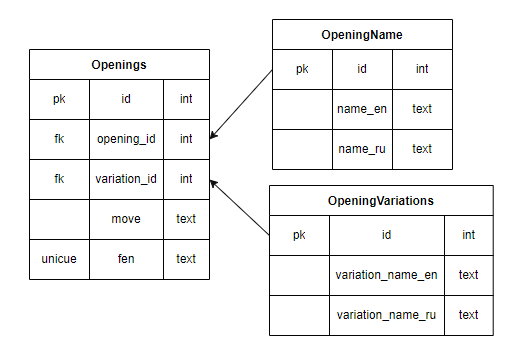 Openings
pk id int
fk opening_id int
fk variation_id int
move text
unicue fen text
OpeningName
pk id int
name_en text
name_ru text
OpeningVariations
pk id int
variation_name_en text
variation_name_ru text